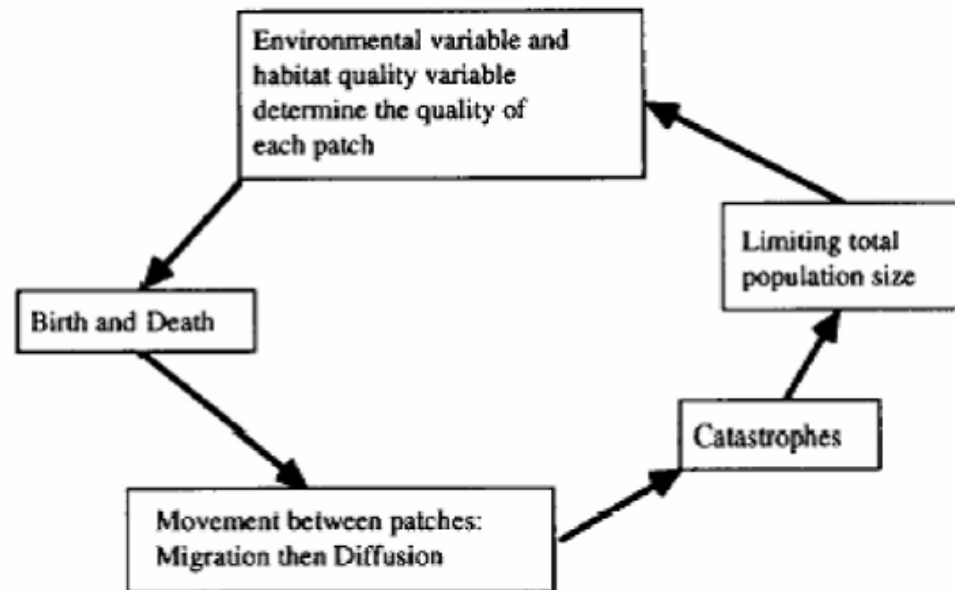 Environmental variable and
habitat quality variable
determine the quality of
each patch
Limiting total
population size
Birth and Death
Catastrophes
Movement between patches:
Migration then Diffusion